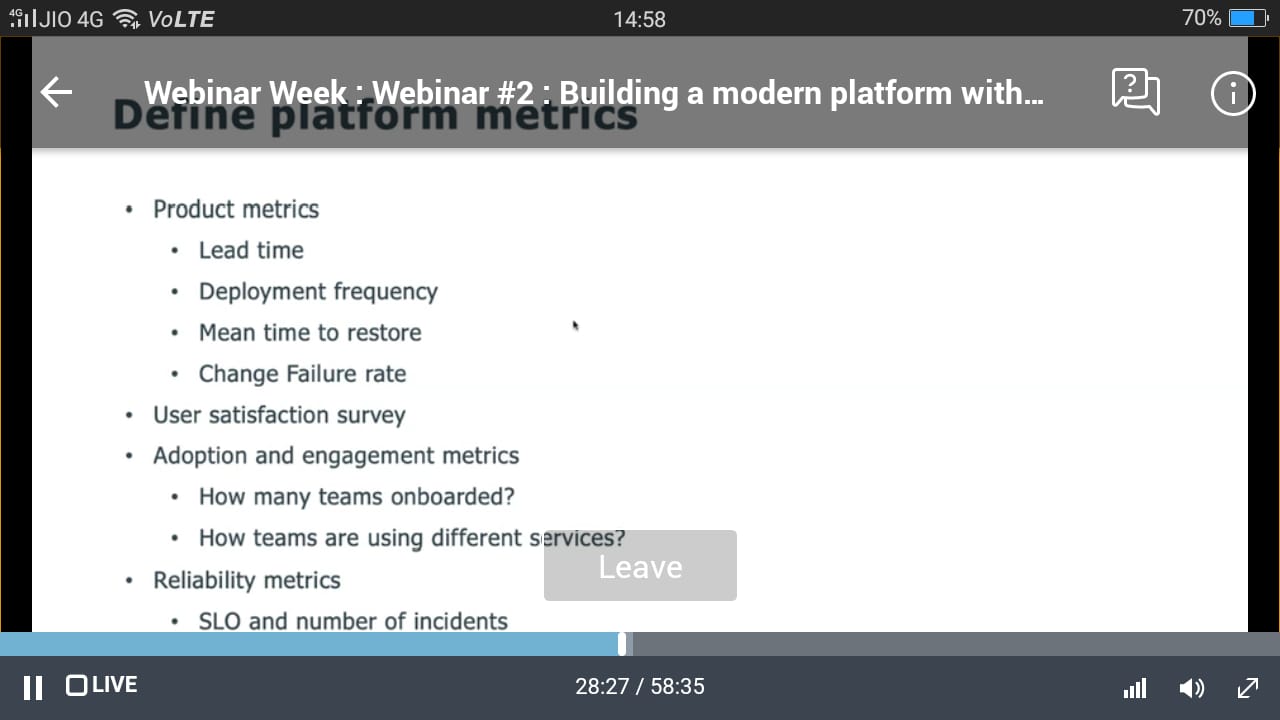 4G JIO 4G VoLTE 14:58 70%
Webinar Week : Webinar #2 : Building a modern platform with...
Define platform metrics
• Product metrics
• Lead time
• Deployment frequency
• Mean time to restore
• Change Failure rate
• User satisfaction survey
• Adoption and engagement metrics
• How many teams onboarded?
• How teams are using different services?
Leave
• Reliability metrics
• SLO and number of incidents
LIVE 28:27 / 58:35